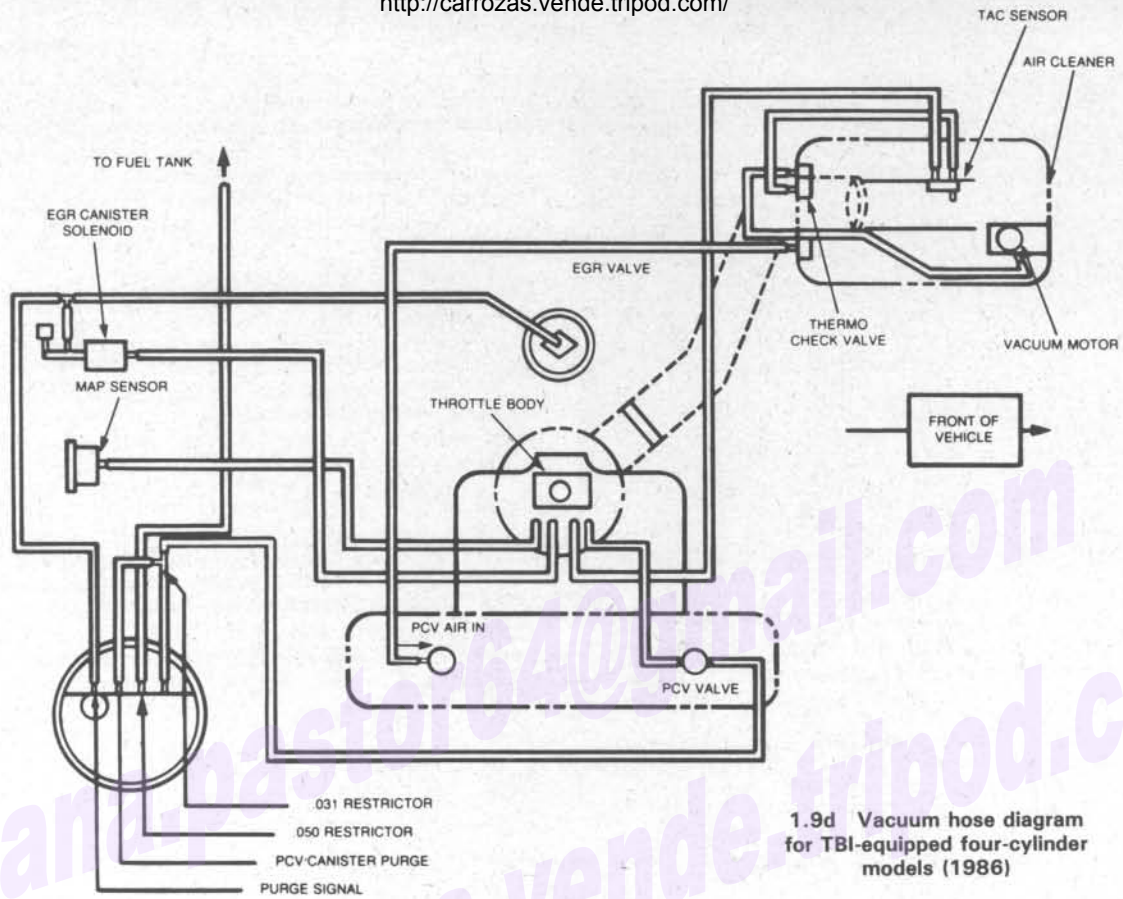 http://carrozas.vende.tripod.com/
TAC SENSOR
AIR CLEANER
TO FUEL TANK
EGR CANISTER
SOLENOID
EGR VALVE
THERMO
CHECK VALVE
VACUUM MOTOR
MAP SENSOR
THROTTLE BODY
FRONT OF
VEHICLE
PCV AIR IN
PCV VALVE
.031 RESTRICTOR
.050 RESTRICTOR
PCV CANISTER PURGE
PURGE SIGNAL
1.9d Vacuum hose diagram
for TBI-equipped four-cylinder
models (1986)
ana.pastor64@gmail.com
s.vende.tripod.c